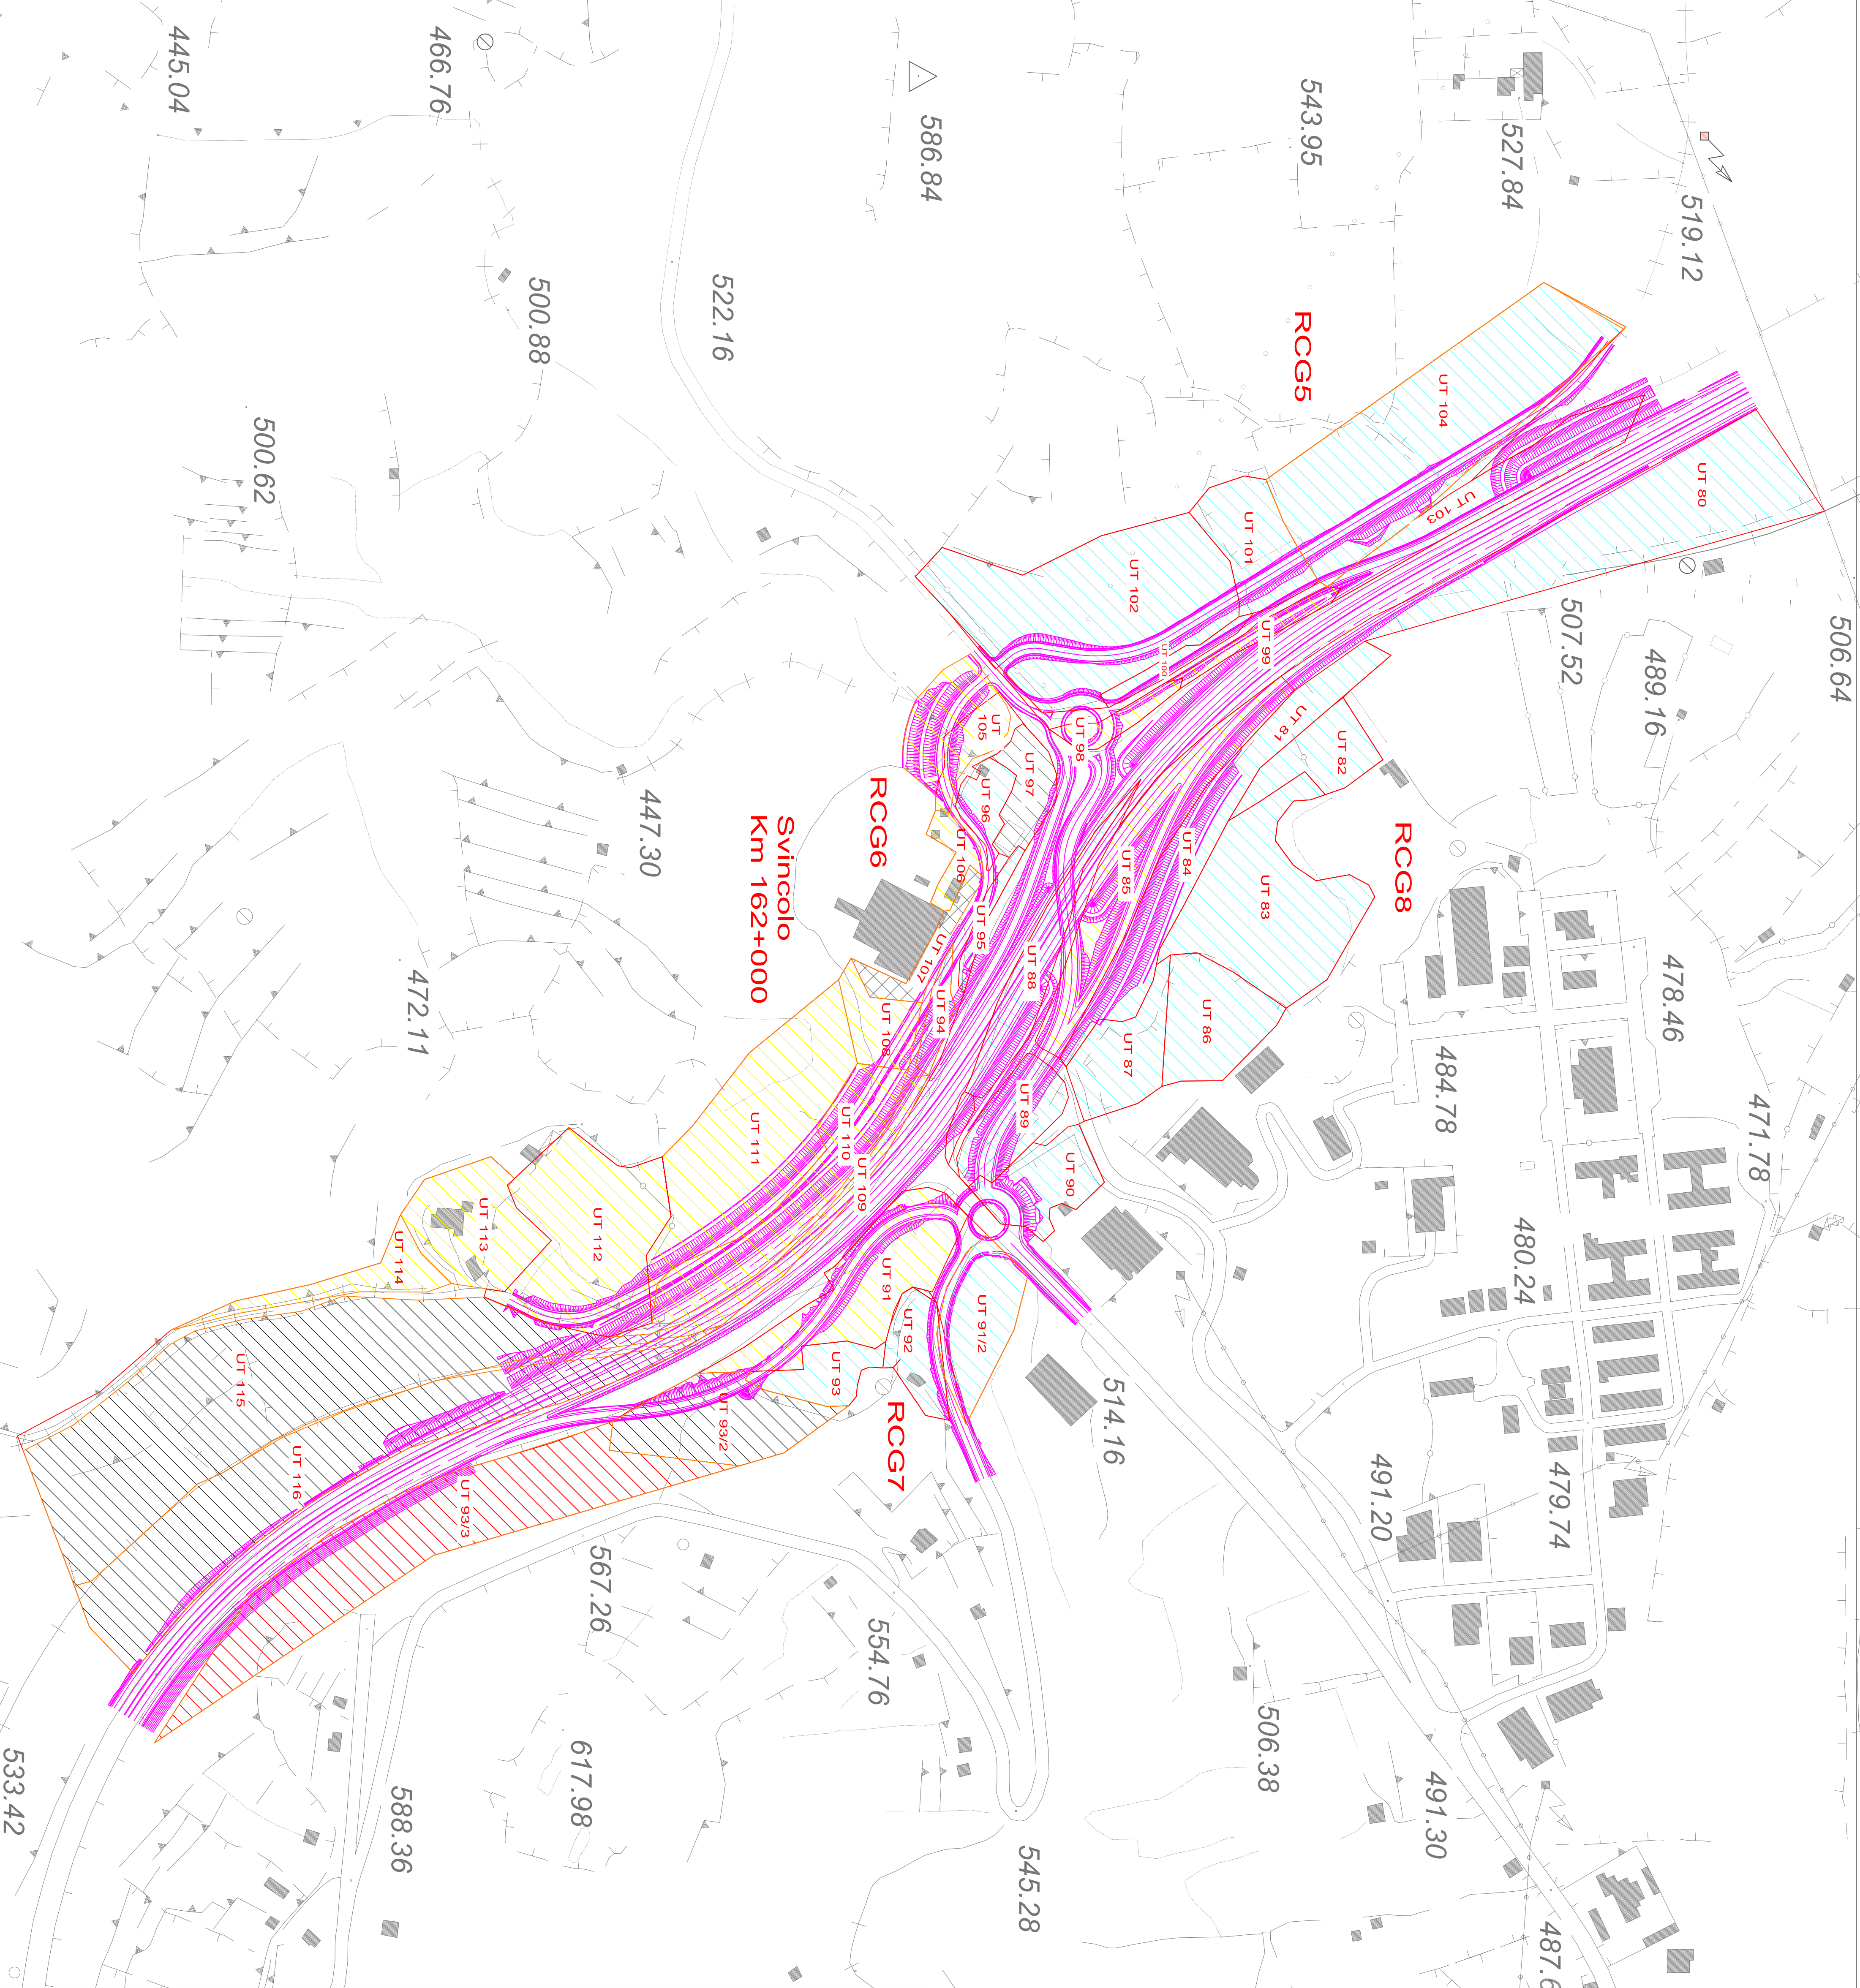 506.64
471.78
UT 80
519.12
478.46
489.16
507.52
479.74
487.6
480.24
527.84
UT 103
484.78
UT 104
491.30
RCG8
491.20
UT 82
543.95
RCG5
UT 81
506.38
UT 99
UT 83
UT 101
UT 86
UT 84
UT 100
UT 102
UT 87
UT 85
514.16
UT 98
UT 90
UT 88
UT 97
545.28
UT 89
UT
105
UT 96
UT 91/2
UT 95
UT 106
UT 94
UT 107
586.84
UT 92
RCG7
UT 91
UT 108
RCG6
554.76
UT 109
UT 110
UT 93
Svincolo
Km 162+000
UT 111
UT 93/2
522.16
447.30
567.26
UT 112
617.98
500.88
UT 113
UT 93/3
466.76
472.11
588.36
UT 114
UT 116
500.62
UT 115
445.04
533.42